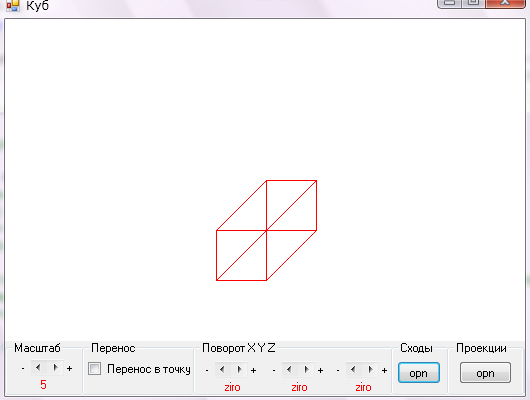 Куб
Масштаб Перенос Поворот X Y Z Сходы Проекции
- + Перенос в точку - + - + - + opn opn
5 ziro ziro ziro